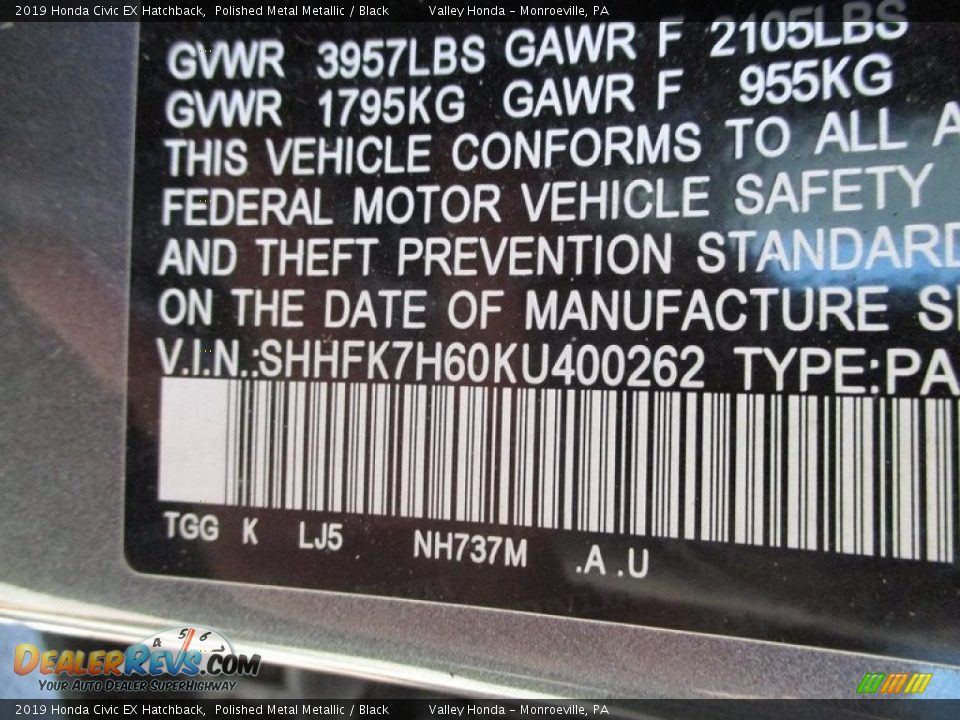 2019 Honda Civic EX Hatchback, Polished Metal Metallic / Black Valley Honda - Monroeville, PA
GVWR 3957LBS GAWR F 2105LBS
GVWR 1795KG GAWR F 955KG
THIS VEHICLE CONFORMS TO ALL A
FEDERAL MOTOR VEHICLE SAFETY
AND THEFT PREVENTION STANDARD
ON THE DATE OF MANUFACTURE S
V.I.N.:SHHFK7H60KU400262 TYPE:PA
TGG K LJ5 NH737M .A .U
4 5 6
DEALERREVS.COM
YOUR AUTO DEALER SUPERHIGHWAY
2019 Honda Civic EX Hatchback, Polished Metal Metallic / Black Valley Honda - Monroeville, PA